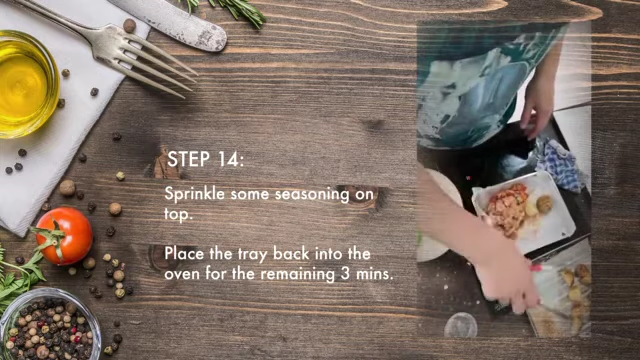 STEP 14:
Sprinkle some seasoning on
top.
Place the tray back into the
oven for the remaining 3 mins.